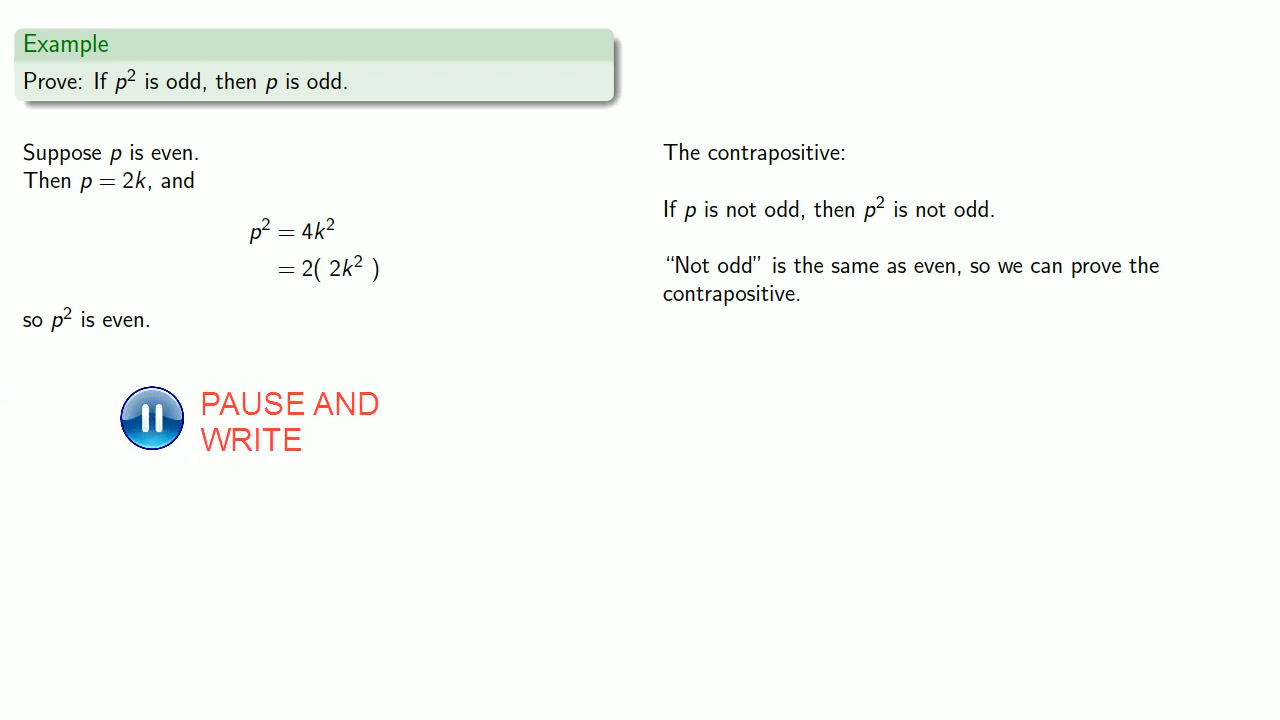 Example
Prove: If p² is odd, then p is odd.
Suppose p is even.
Then p = 2k, and
p² = 4k²
= 2( 2k² )
so p² is even.
PAUSE AND
WRITE
The contrapositive:
If p is not odd, then p² is not odd.
“Not odd” is the same as even, so we can prove the
contrapositive.